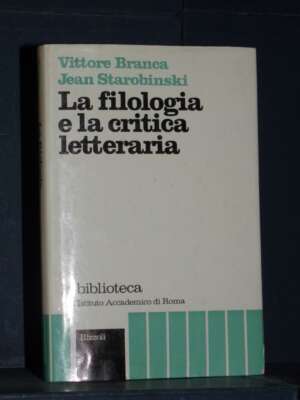 Vittore Branca
Jean Starobinski
La filologia
e la critica
letteraria
biblioteca
Istituto Accademico di Roma
Rizzoli